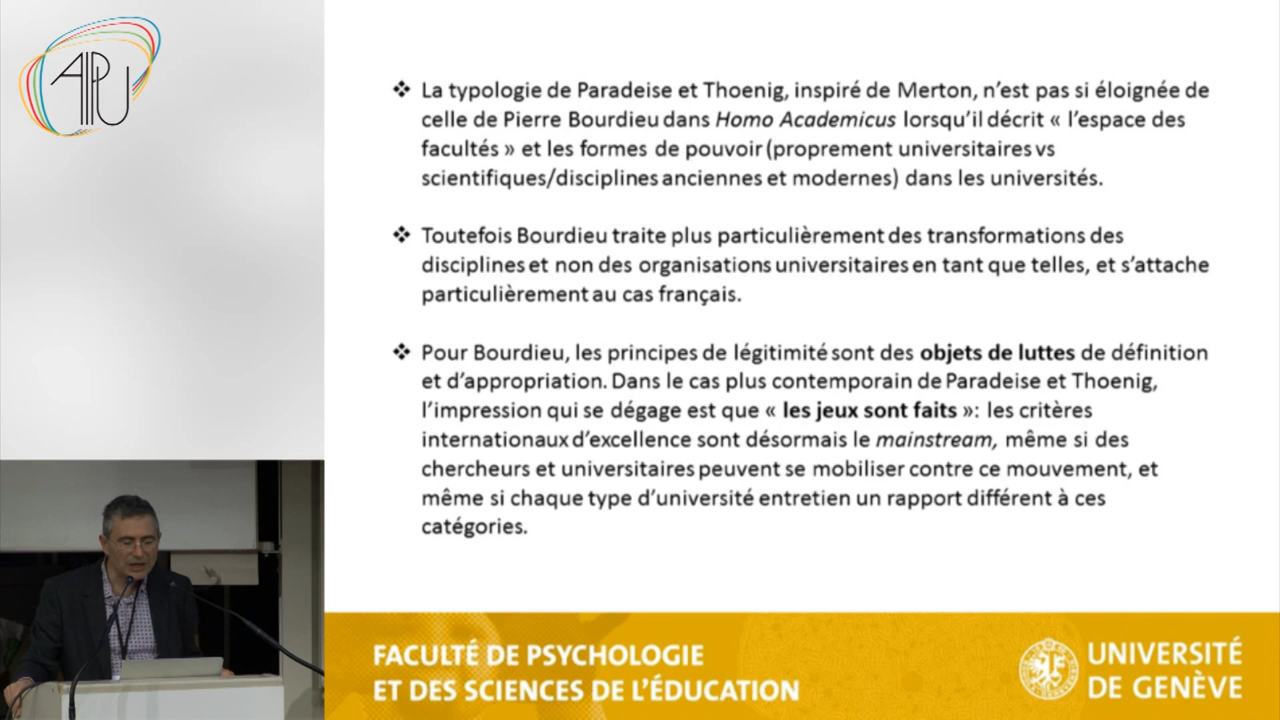 AIPU
❖ La typologie de Paradeise et Thoenig, inspiré de Merton, n’est pas si éloignée de
celle de Pierre Bourdieu dans Homo Academicus lorsqu’il décrit « l’espace des
facultés » et les formes de pouvoir (proprement universitaires vs
scientifiques/disciplines anciennes et modernes) dans les universités.
❖ Toutefois Bourdieu traite plus particulièrement des transformations des
disciplines et non des organisations universitaires en tant que telles, et s’attache
particulièrement au cas français.
❖ Pour Bourdieu, les principes de légitimité sont des objets de luttes de définition
et d’appropriation. Dans le cas plus contemporain de Paradeise et Thoenig,
l’impression qui se dégage est que « les jeux sont faits »: les critères
internationaux d’excellence sont désormais le mainstream, même si des
chercheurs et universitaires peuvent se mobiliser contre ce mouvement, et
même si chaque type d’université entretien un rapport différent à ces
catégories.
FACULTÉ DE PSYCHOLOGIE
ET DES SCIENCES DE L’ÉDUCATION
UNIVERSITÉ
DE GENÈVE